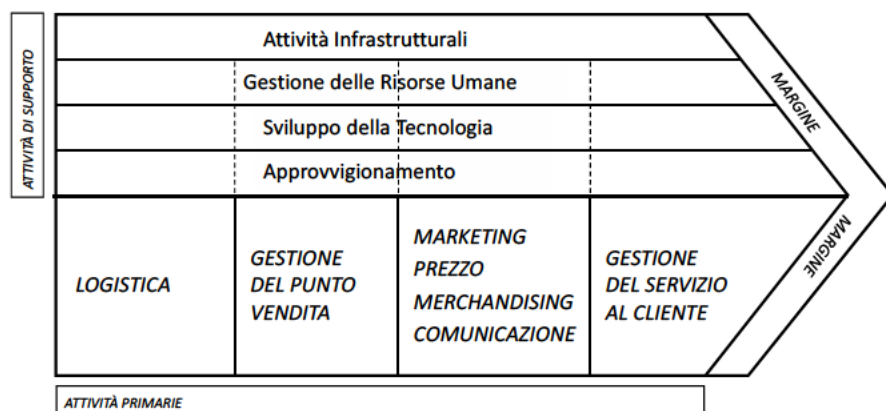 ATTIVITÀ DI SUPPORTO
Attività Infrastrutturali
Gestione delle Risorse Umane
Sviluppo della Tecnologia
Approvvigionamento
MARGINE
MARGINE
LOGISTICA
GESTIONE
DEL PUNTO
VENDITA
MARKETING
PREZZO
MERCHANDISING
COMUNICAZIONE
GESTIONE
DEL SERVIZIO
AL CLIENTE
ATTIVITÀ PRIMARIE